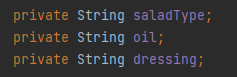 private String saladType;
private String oil;
private String dressing;